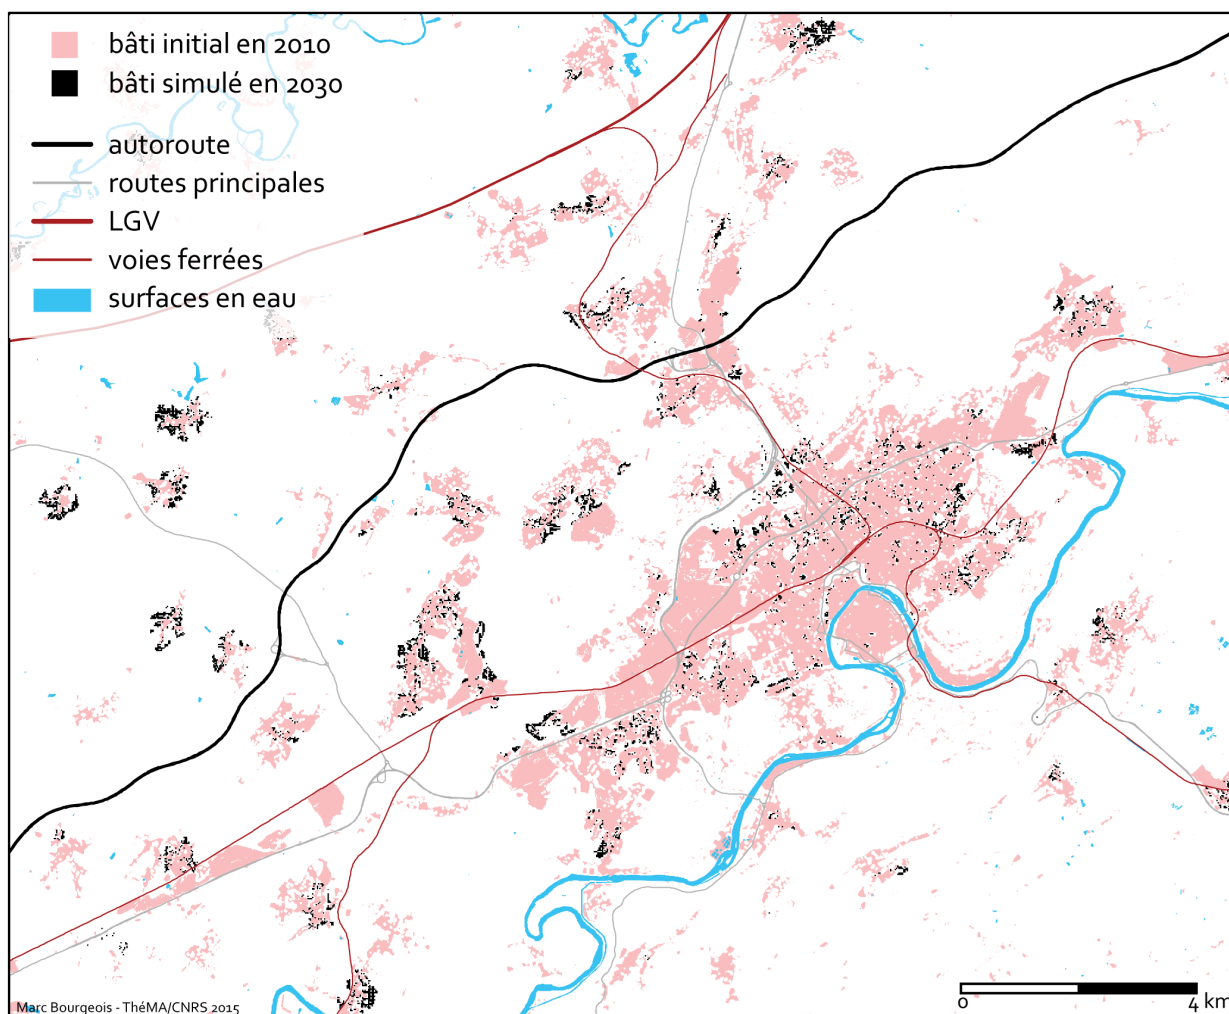 bâti initial en 2010
bâti simulé en 2030
autoroute
routes principales
LGV
voies ferrées
surfaces en eau
Marc Bourgeois - ThéMA/CNRS 2015
0 4 km